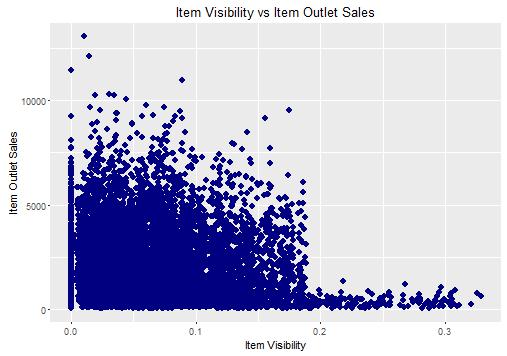 Item Visibility vs Item Outlet Sales
Item Outlet Sales
10000
5000
0
0.0 0.1 0.2 0.3
Item Visibility